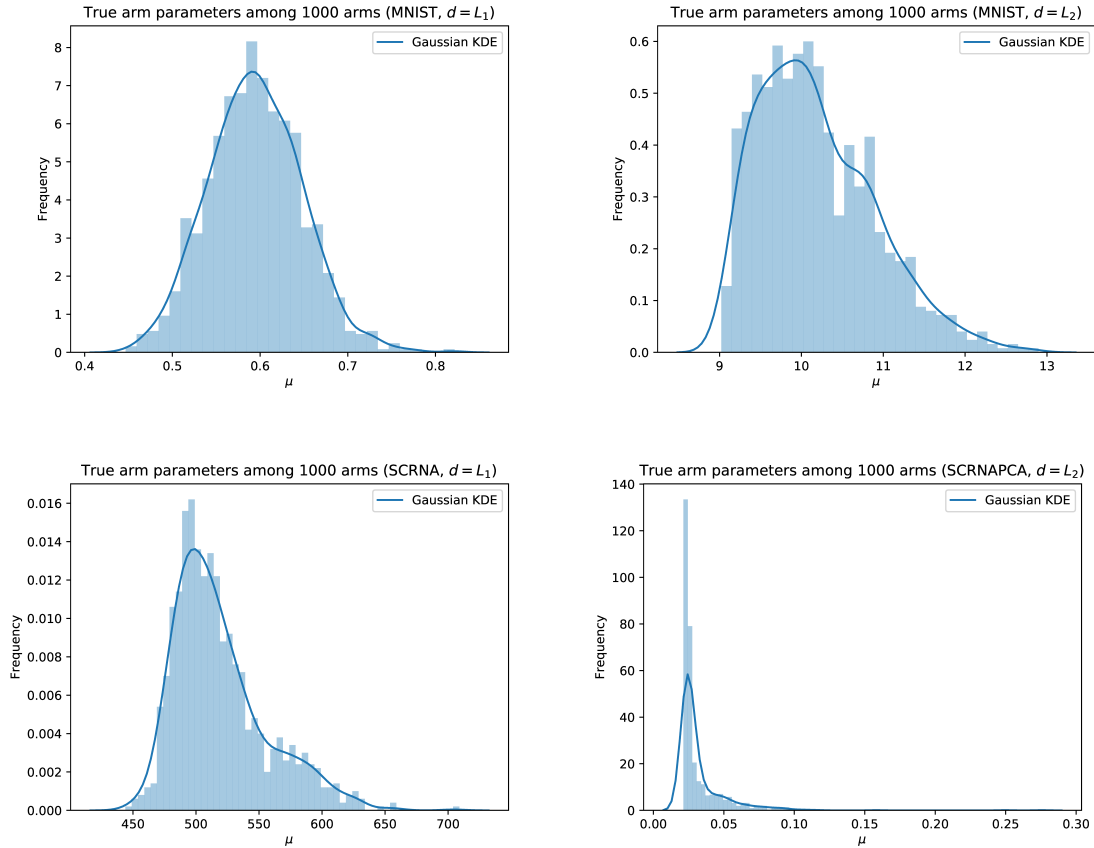 True arm parameters among 1000 arms (MNIST, d = L₁)
Gaussian KDE
Frequency
8
7
6
5
4
3
2
1
0
0.4 0.5 0.6 0.7 0.8
μ
True arm parameters among 1000 arms (MNIST, d = L₂)
Gaussian KDE
Frequency
0.6
0.5
0.4
0.3
0.2
0.1
0.0
9 10 11 12 13
μ
True arm parameters among 1000 arms (SCRNA, d = L₁)
Gaussian KDE
Frequency
0.016
0.014
0.012
0.010
0.008
0.006
0.004
0.002
0.000
450 500 550 600 650 700
μ
True arm parameters among 1000 arms (SCRNAPCA, d = L₂)
Gaussian KDE
Frequency
140
120
100
80
60
40
20
0
0.00 0.05 0.10 0.15 0.20 0.25 0.30
μ